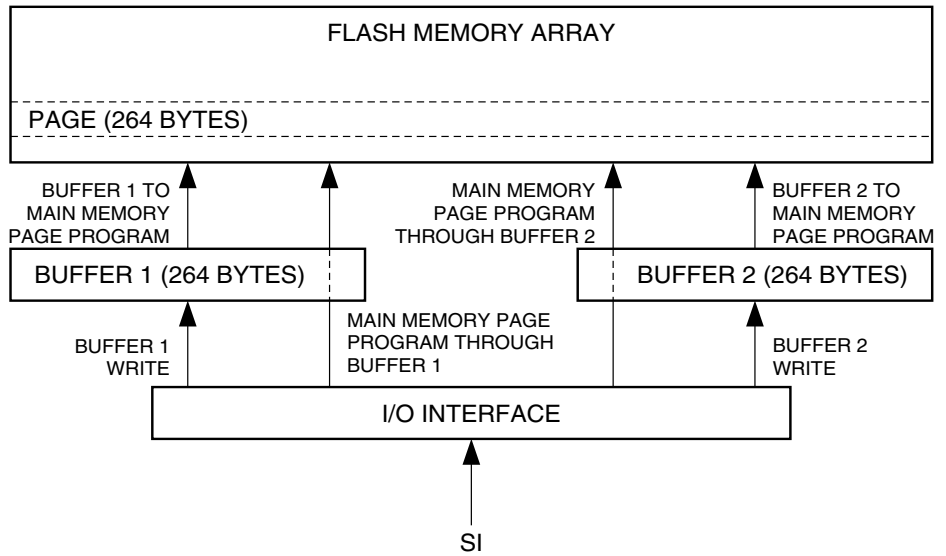 FLASH MEMORY ARRAY
PAGE (264 BYTES)
BUFFER 1 TO
MAIN MEMORY
PAGE PROGRAM
MAIN MEMORY
PAGE PROGRAM
THROUGH BUFFER 2
BUFFER 2 TO
MAIN MEMORY
PAGE PROGRAM
BUFFER 1 (264 BYTES)
BUFFER 2 (264 BYTES)
BUFFER 1
WRITE
MAIN MEMORY PAGE
PROGRAM THROUGH
BUFFER 1
BUFFER 2
WRITE
I/O INTERFACE
SI